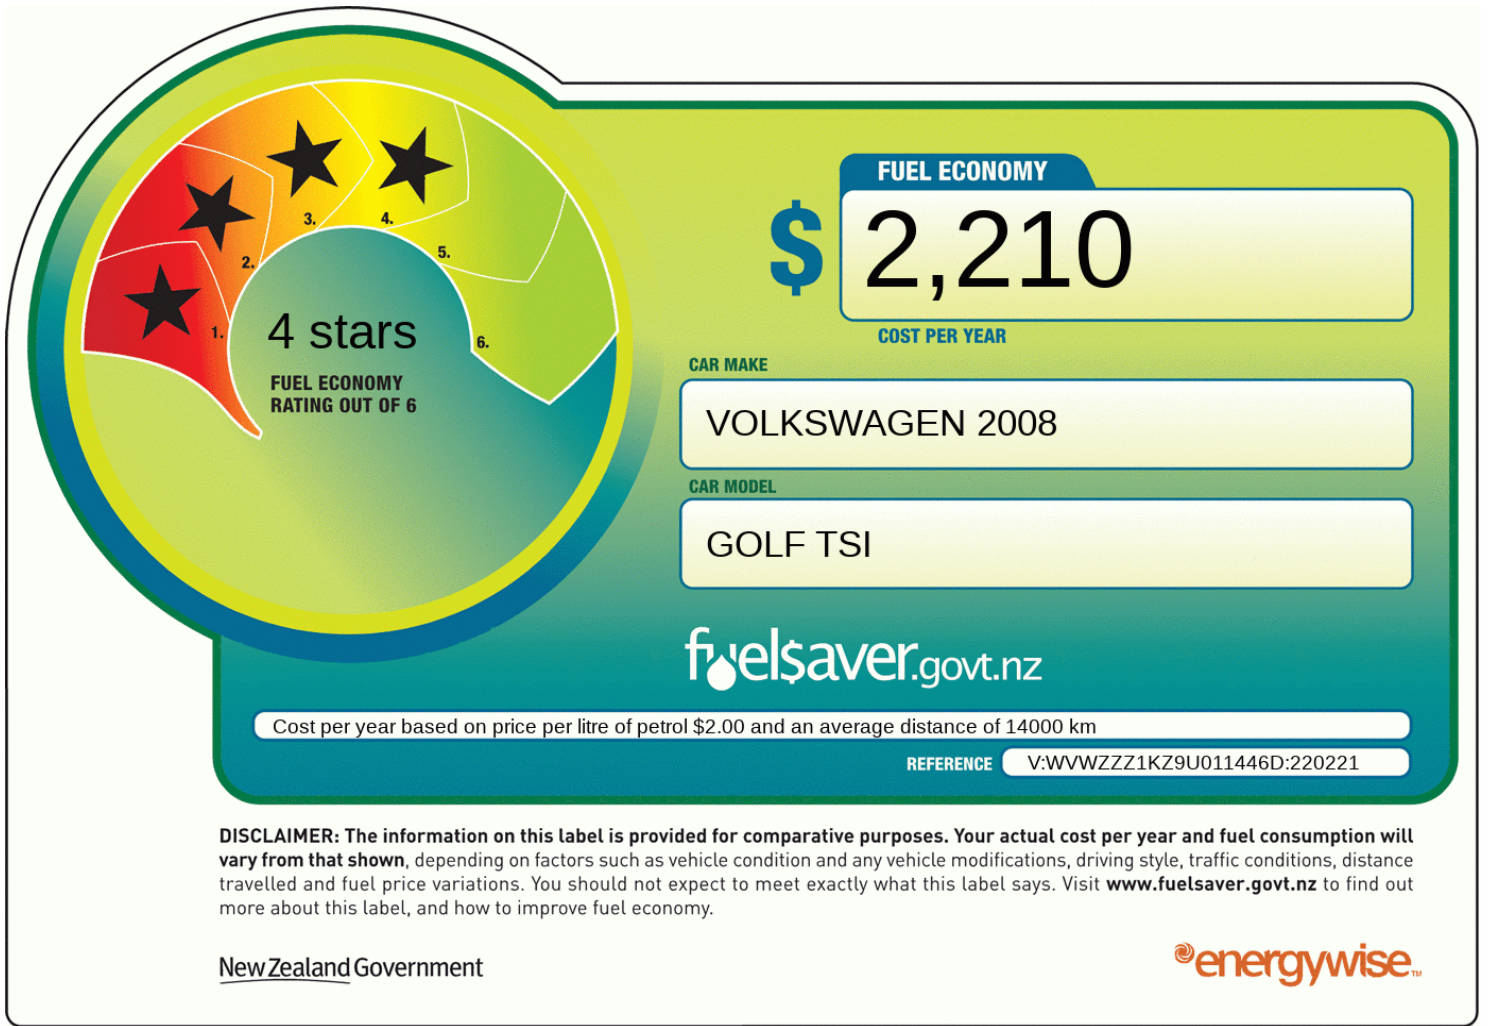 FUEL ECONOMY
$ 2,210
COST PER YEAR
1.
2.
3.
4.
5.
6.
4 stars
FUEL ECONOMY
RATING OUT OF 6
CAR MAKE
VOLKSWAGEN 2008
CAR MODEL
GOLF TSI
fuel$aver.govt.nz
Cost per year based on price per litre of petrol $2.00 and an average distance of 14000 km
REFERENCE V:WVWZZZ1KZ9U011446D:220221
DISCLAIMER: The information on this label is provided for comparative purposes. Your actual cost per year and fuel consumption will
vary from that shown, depending on factors such as vehicle condition and any vehicle modifications, driving style, traffic conditions, distance
travelled and fuel price variations. You should not expect to meet exactly what this label says. Visit www.fuelsaver.govt.nz to find out
more about this label, and how to improve fuel economy.
New Zealand Government
energywise™